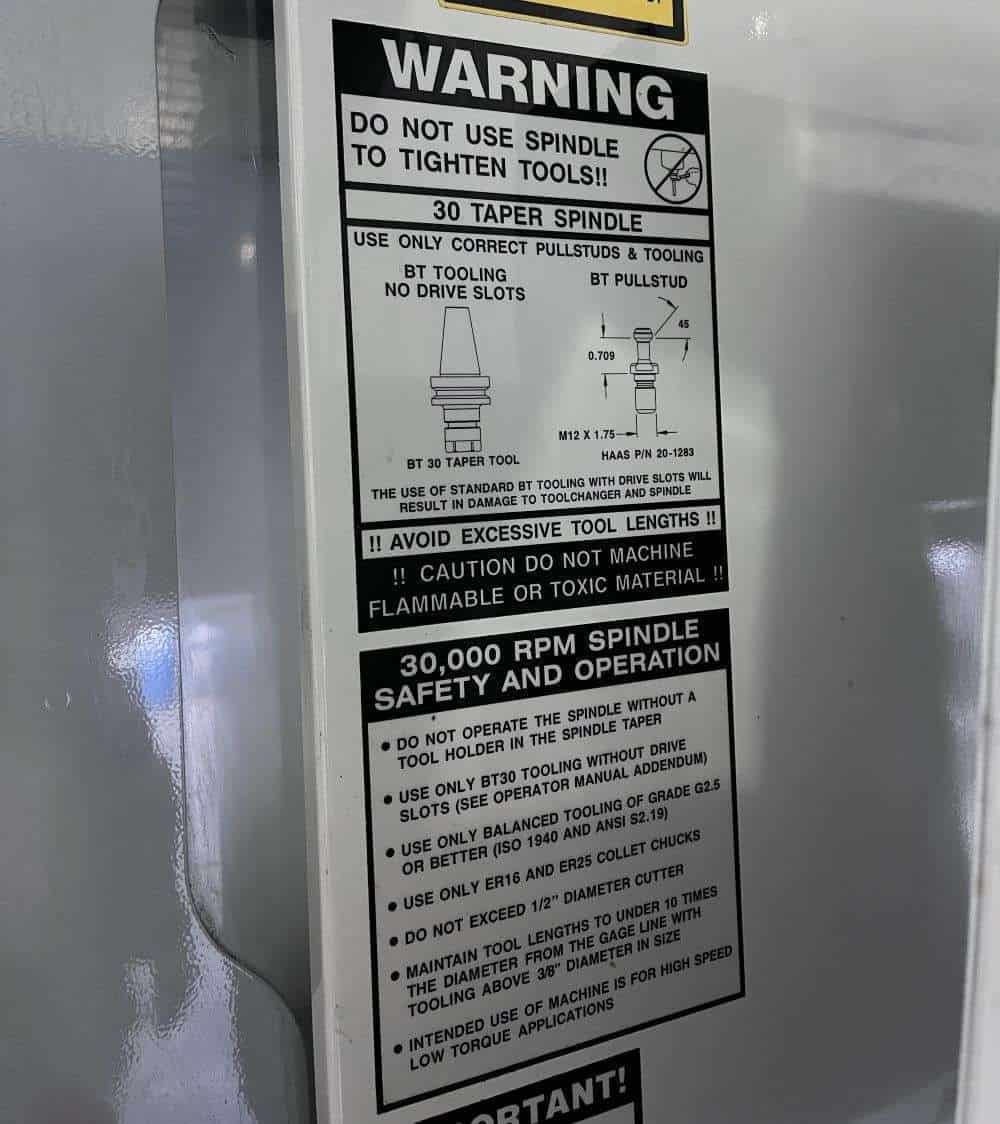 WARNING
DO NOT USE SPINDLE
TO TIGHTEN TOOLS!!
30 TAPER SPINDLE
USE ONLY CORRECT PULLSTUDS & TOOLING
BT TOOLING
NO DRIVE SLOTS
BT PULLSTUD
45
0.709
M12 X 1.75
HAAS P/N 20-1283
BT 30 TAPER TOOL
THE USE OF STANDARD BT TOOLING WITH DRIVE SLOTS WILL
RESULT IN DAMAGE TO TOOLCHANGER AND SPINDLE
!! AVOID EXCESSIVE TOOL LENGTHS !!
!! CAUTION DO NOT MACHINE
FLAMMABLE OR TOXIC MATERIAL !!
30,000 RPM SPINDLE
SAFETY AND OPERATION
• DO NOT OPERATE THE SPINDLE WITHOUT A
TOOL HOLDER IN THE SPINDLE TAPER
• USE ONLY BT30 TOOLING WITHOUT DRIVE
SLOTS (SEE OPERATOR MANUAL ADDENDUM)
• USE ONLY BALANCED TOOLING OF GRADE G2.5
OR BETTER (ISO 1940 AND ANSI S2.19)
• USE ONLY ER16 AND ER25 COLLET CHUCKS
• DO NOT EXCEED 1/2" DIAMETER CUTTER
• MAINTAIN TOOL LENGTHS TO UNDER 10 TIMES
THE DIAMETER FROM THE GAGE LINE WITH
TOOLING ABOVE 3/8" DIAMETER IN SIZE
• INTENDED USE OF MACHINE IS FOR HIGH SPEED
LOW TORQUE APPLICATIONS
ORTANT!